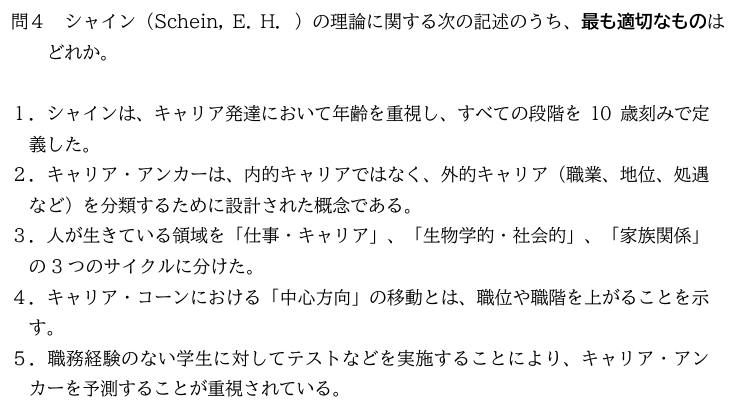 問４　シャイン（Schein, E. H. ）の理論に関する次の記述のうち、最も適切なものは
どれか。
１．シャインは、キャリア発達において年齢を重視し、すべての段階を 10 歳刻みで定
義した。
２．キャリア・アンカーは、内的キャリアではなく、外的キャリア（職業、地位、処遇
など）を分類するために設計された概念である。
３．人が生きている領域を「仕事・キャリア」、「生物学的・社会的」、「家族関係」
の３つのサイクルに分けた。
４．キャリア・コーンにおける「中心方向」の移動とは、職位や職階を上がることを示
す。
５．職務経験のない学生に対してテストなどを実施することにより、キャリア・アン
カーを予測することが重視されている。